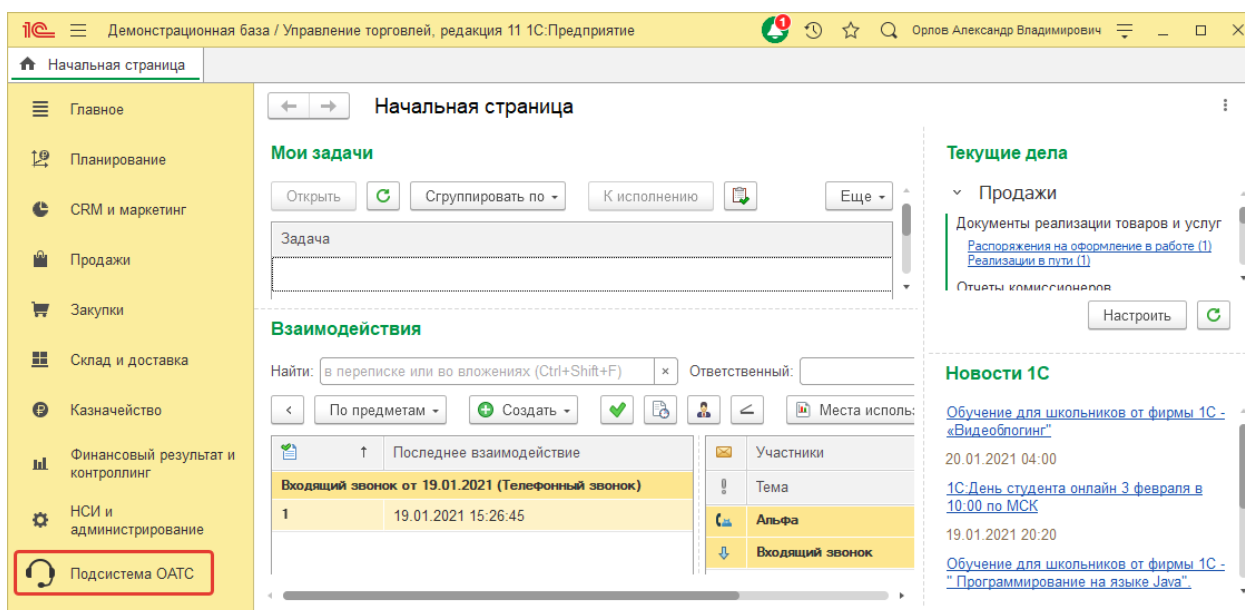 Демонстрационная база / Управление торговлей, редакция 11 1С:Предприятие
9
Орлов Александр Владимирович
Начальная страница
Главное
Планирование
CRM и маркетинг
Продажи
Закупки
Склад и доставка
Казначейство
Финансовый результат и
контроллинг
НСИ и
администрирование
Подсистема ОАТС
Начальная страница
Мои задачи
Открыть
Сгруппировать по
К исполнению
Еще
Задача
Взаимодействия
Найти: в переписке или во вложениях (Ctrl+Shift+F) × Ответственный:
По предметам
Создать
Места исполь
Последнее взаимодействие
Входящий звонок от 19.01.2021 (Телефонный звонок)
1 19.01.2021 15:26:45
Участники
Тема
Альфа
Входящий звонок
Текущие дела
Продажи
Документы реализации товаров и услуг
Распоряжения на оформление в работе (1)
Реализации в пути (1)
Отчеты комиссионеров
Настроить
Новости 1С
Обучение для школьников от фирмы 1С -
«Видеоблогинг"
20.01.2021 04:00
1С:День студента онлайн 3 февраля в
10:00 по МСК
19.01.2021 20:20
Обучение для школьников от фирмы 1С -
" Программирование на языке Java".